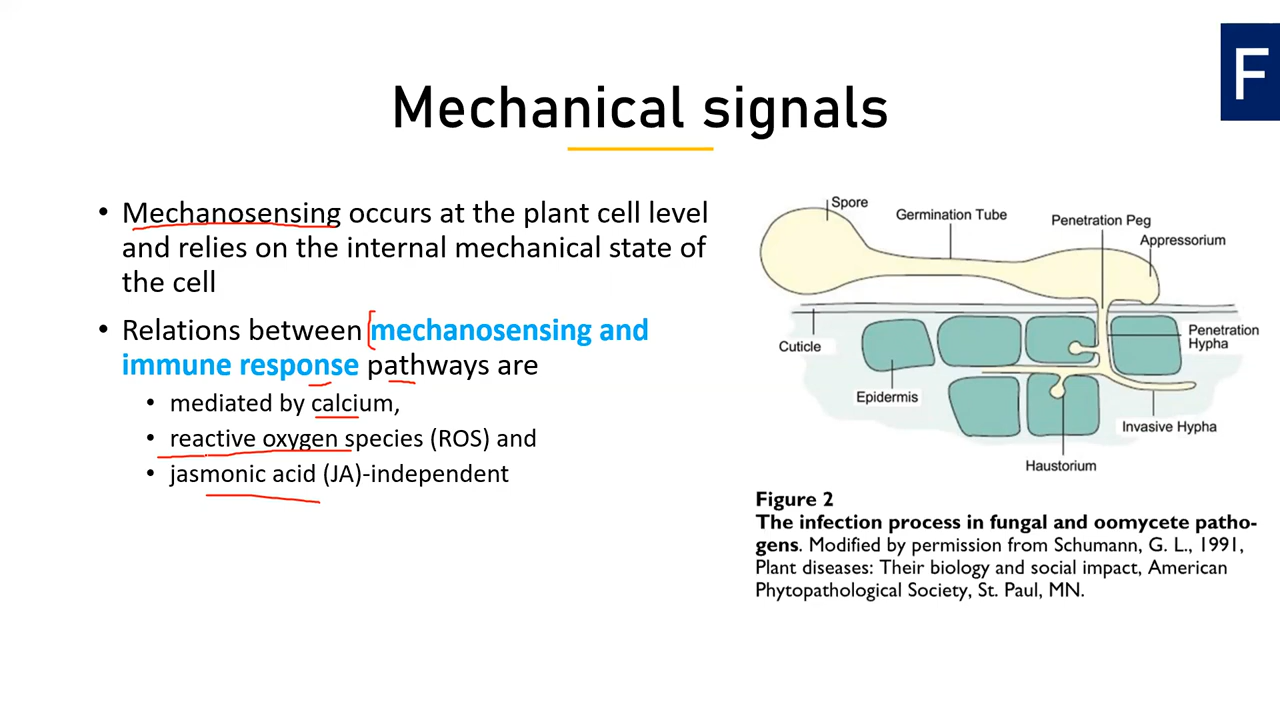 F
Mechanical signals
• Mechanosensing occurs at the plant cell level
and relies on the internal mechanical state of
the cell
• Relations between mechanosensing and
immune response pathways are
• mediated by calcium,
• reactive oxygen species (ROS) and
• jasmonic acid (JA)-independent
Spore
Germination Tube
Penetration Peg
Appressorium
Cuticle
Penetration
Hypha
Epidermis
Invasive Hypha
Haustorium
Figure 2
The infection process in fungal and oomycete patho-
gens. Modified by permission from Schumann, G. L., 1991,
Plant diseases: Their biology and social impact, American
Phytopathological Society, St. Paul, MN.